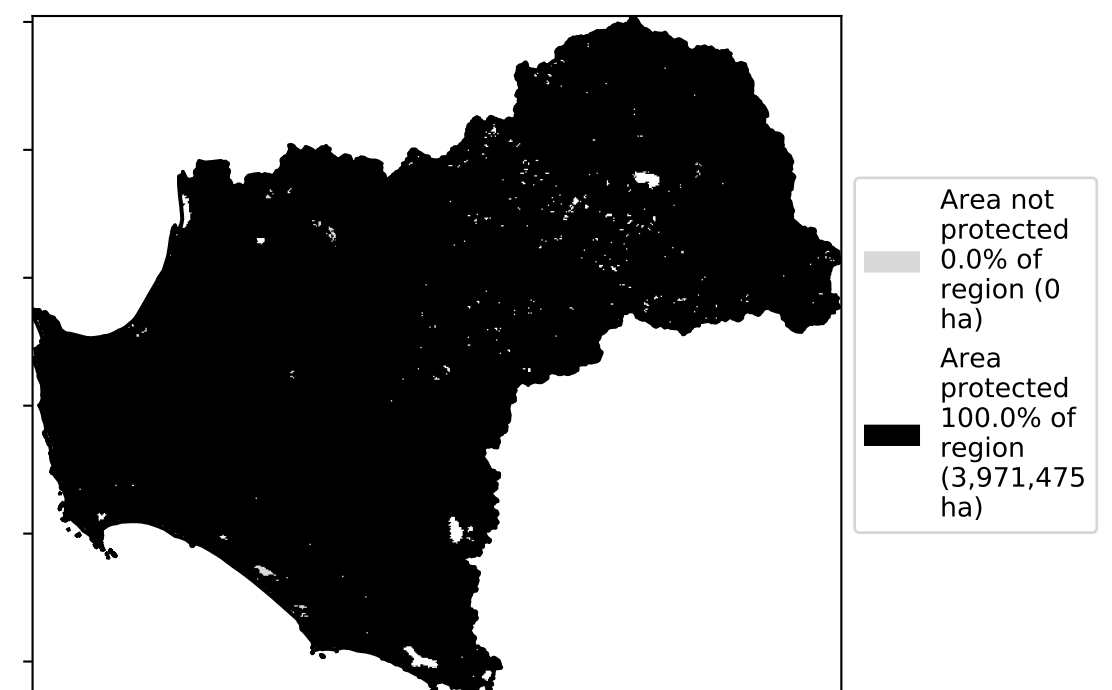 Area not
protected
0.0% of
region (0
ha)
Area
protected
100.0% of
region
(3,971,475
ha)